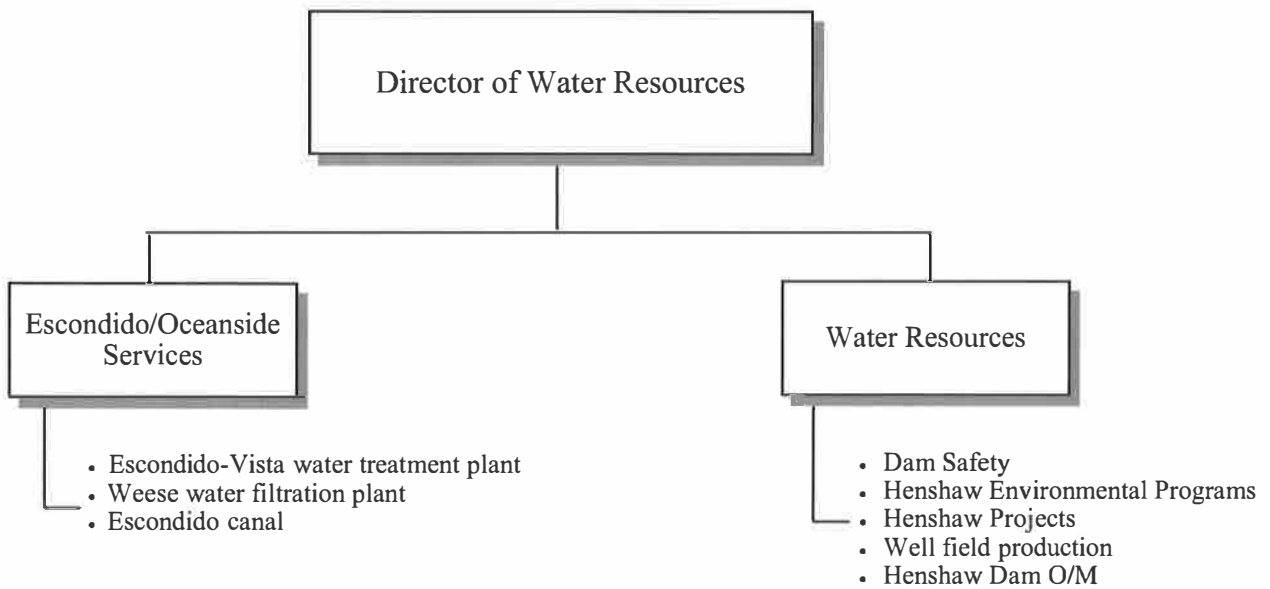 Director of Water Resources
Escondido/Oceanside
Services
Water Resources
• Escondido-Vista water treatment plant
• Weese water filtration plant
• Escondido canal
• Dam Safety
• Henshaw Environmental Programs
• Henshaw Projects
• Well field production
• Henshaw Dam O/M